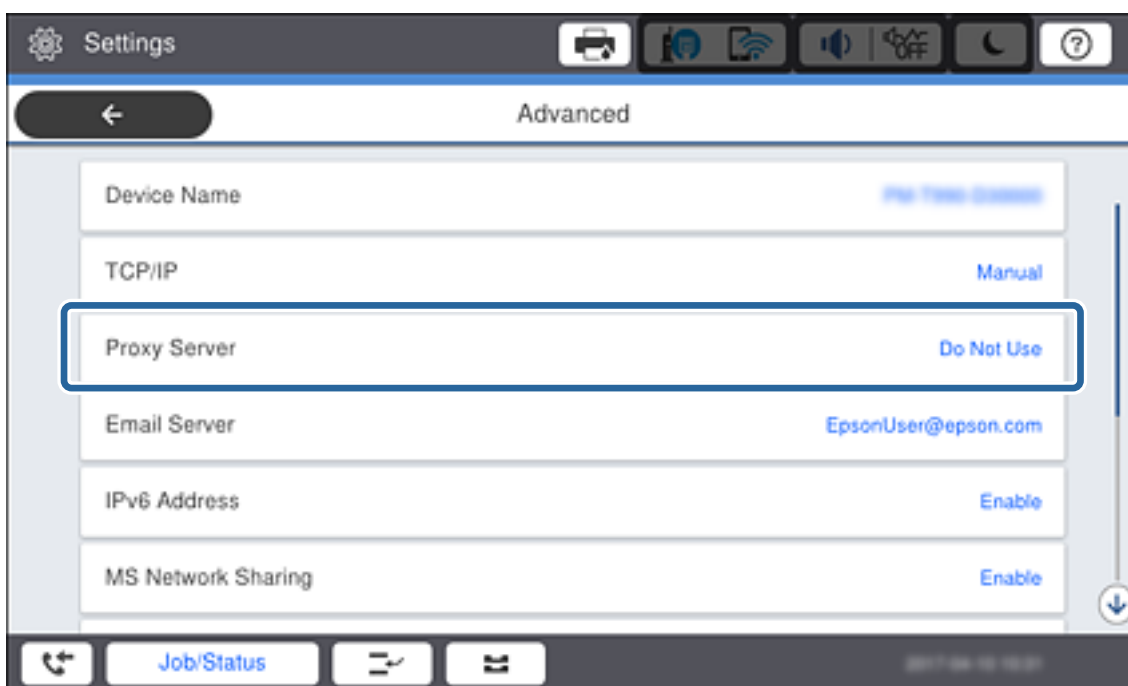 Settings
OFF
?
Advanced
Device Name
TCP/IP Manual
Proxy Server Do Not Use
Email Server EpsonUser@epson.com
IPv6 Address Enable
MS Network Sharing Enable
Job/Status